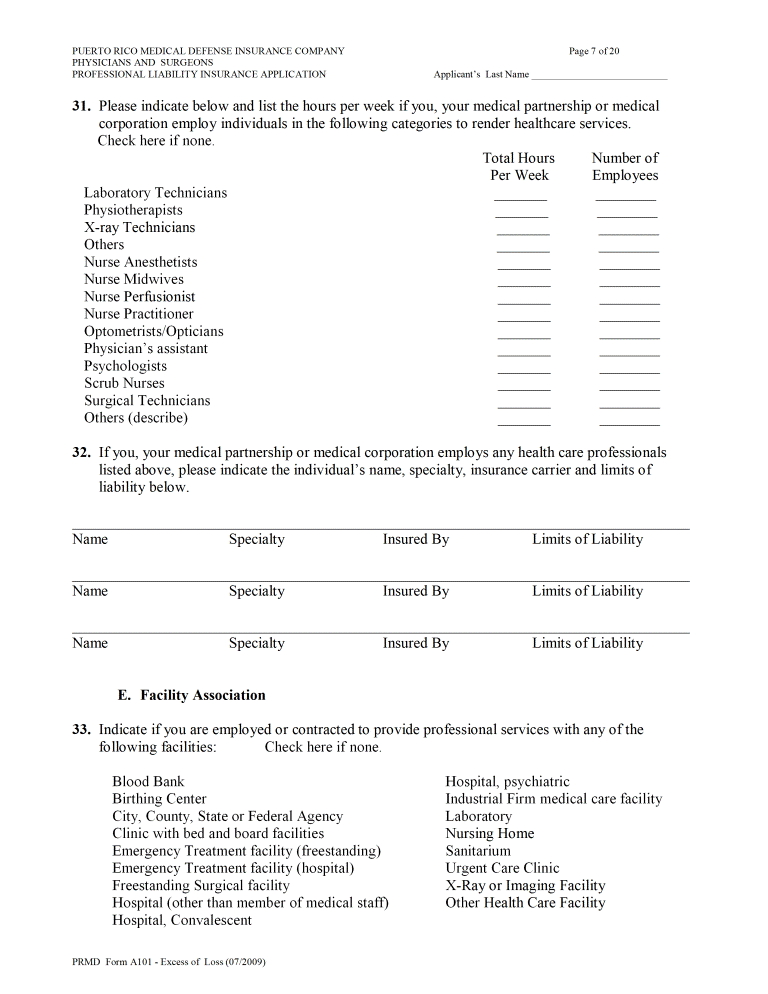 PUERTO RICO MEDICAL DEFENSE INSURANCE COMPANY Page 7 of 20
PHYSICIANS AND SURGEONS
PROFESSIONAL LIABILITY INSURANCE APPLICATION Applicant's Last Name ___________________________
31. Please indicate below and list the hours per week if you, your medical partnership or medical
corporation employ individuals in the following categories to render healthcare services.
Check here if none.
Total Hours Number of
Per Week Employees
Laboratory Technicians _______ ________
Physiotherapists _______ ________
X-ray Technicians _______ ________
Others _______ ________
Nurse Anesthetists _______ ________
Nurse Midwives _______ ________
Nurse Perfusionist _______ ________
Nurse Practitioner _______ ________
Optometrists/Opticians _______ ________
Physician's assistant _______ ________
Psychologists _______ ________
Scrub Nurses _______ ________
Surgical Technicians _______ ________
Others (describe) _______ ________
32. If you, your medical partnership or medical corporation employs any health care professionals
listed above, please indicate the individual's name, specialty, insurance carrier and limits of
liability below.
Name Specialty Insured By Limits of Liability
Name Specialty Insured By Limits of Liability
Name Specialty Insured By Limits of Liability
E. Facility Association
33. Indicate if you are employed or contracted to provide professional services with any of the
following facilities: Check here if none.
Blood Bank Hospital, psychiatric
Birthing Center Industrial Firm medical care facility
City, County, State or Federal Agency Laboratory
Clinic with bed and board facilities Nursing Home
Emergency Treatment facility (freestanding) Sanitarium
Emergency Treatment facility (hospital) Urgent Care Clinic
Freestanding Surgical facility X-Ray or Imaging Facility
Hospital (other than member of medical staff) Other Health Care Facility
Hospital, Convalescent
PRMD Form A101 - Excess of Loss (07/2009)